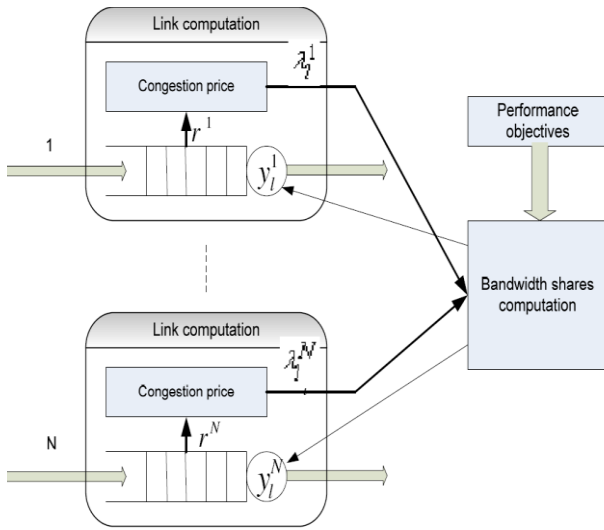 Link computation
λ_l^1
Congestion price
r^1
1
y_l^1
Performance
objectives
Bandwidth shares
computation
Link computation
λ_l^N
Congestion price
r^N
N
y_l^N